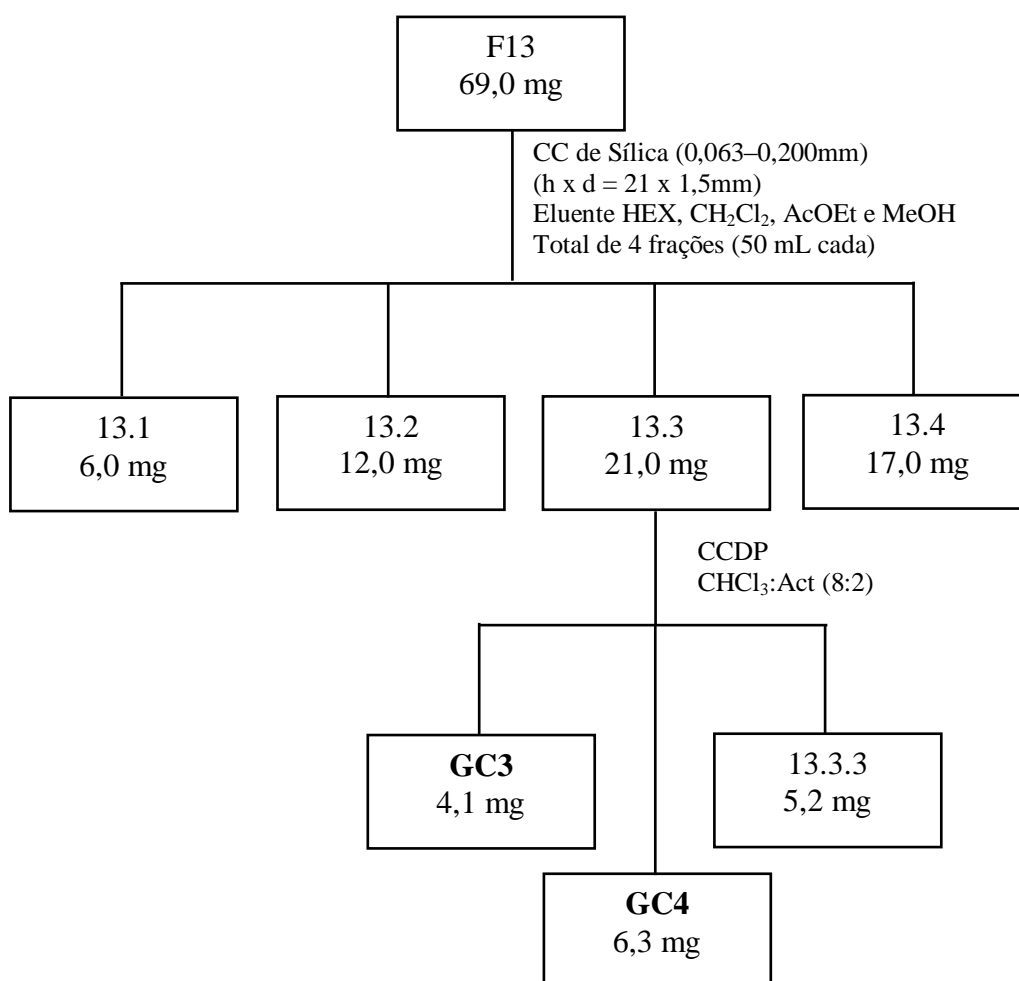 F13
69,0 mg
CC de Sílica (0,063–0,200mm)
(h x d = 21 x 1,5mm)
Eluente HEX, CH₂Cl₂, AcOEt e MeOH
Total de 4 frações (50 mL cada)
13.1
6,0 mg
13.2
12,0 mg
13.3
21,0 mg
13.4
17,0 mg
CCDP
CHCl₃:Act (8:2)
GC3
4,1 mg
13.3.3
5,2 mg
GC4
6,3 mg